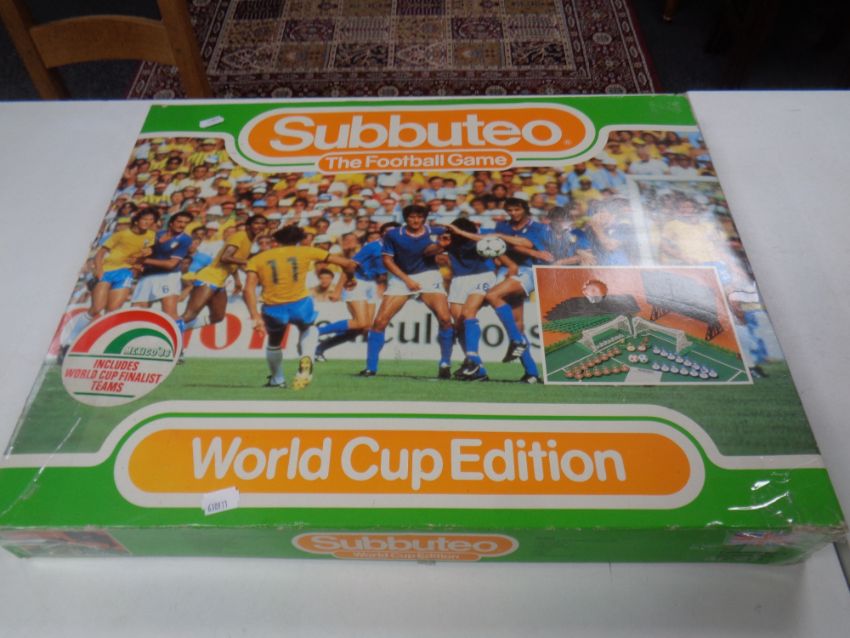 Subbuteo®
The Football Game
11
MEXICO'86
INCLUDES
WORLD CUP FINALIST
TEAMS
World Cup Edition
Subbuteo
World Cup Edition